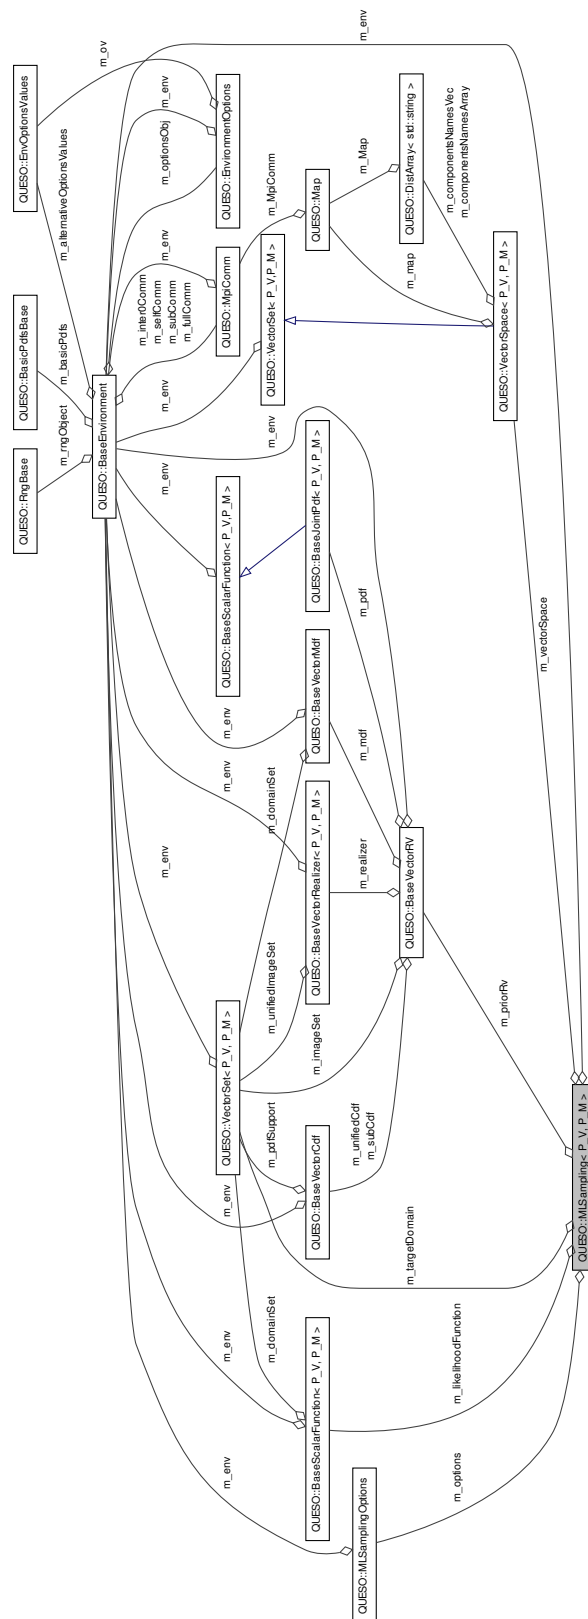 QUESO::RngBase
QUESO::BasicPdfsBase
QUESO::EnvOptionsValues
m_rngObject
m_basicPdfs
m_alternativeOptionsValues
m_ov
QUESO::BaseEnvironment
m_env
m_env
m_env
m_inter0Comm
m_selfComm
m_subComm
m_fullComm
m_env
m_optionsObj
m_env
QUESO::VectorSet< P_V, P_M >
QUESO::BaseScalarFunction< P_V,P_M >
QUESO::MpiComm
QUESO::EnvironmentOptions
m_env
m_env
m_env
m_env
m_env
m_env
m_domainSet
m_pdfSupport
m_unifiedImageSet
m_domainSet
QUESO::VectorSet< P_V,P_M >
m_MpiComm
QUESO::BaseScalarFunction< P_V, P_M >
QUESO::BaseVectorCdf
QUESO::BaseVectorRealizer< P_V, P_M >
QUESO::BaseVectorMdf
QUESO::BaseJointPdf< P_V, P_M >
QUESO::Map
m_imageSet
m_unifiedCdf
m_subCdf
m_realizer
m_mdf
m_pdf
m_Map
m_env
QUESO::MLSamplingOptions
m_targetDomain
QUESO::BaseVectorRV
QUESO::DistArray< std::string >
m_map
m_componentsNamesVec
m_componentsNamesArray
m_options
m_likelihoodFunction
m_priorRv
QUESO::VectorSpace< P_V, P_M >
m_vectorSpace
QUESO::MLSampling< P_V, P_M >